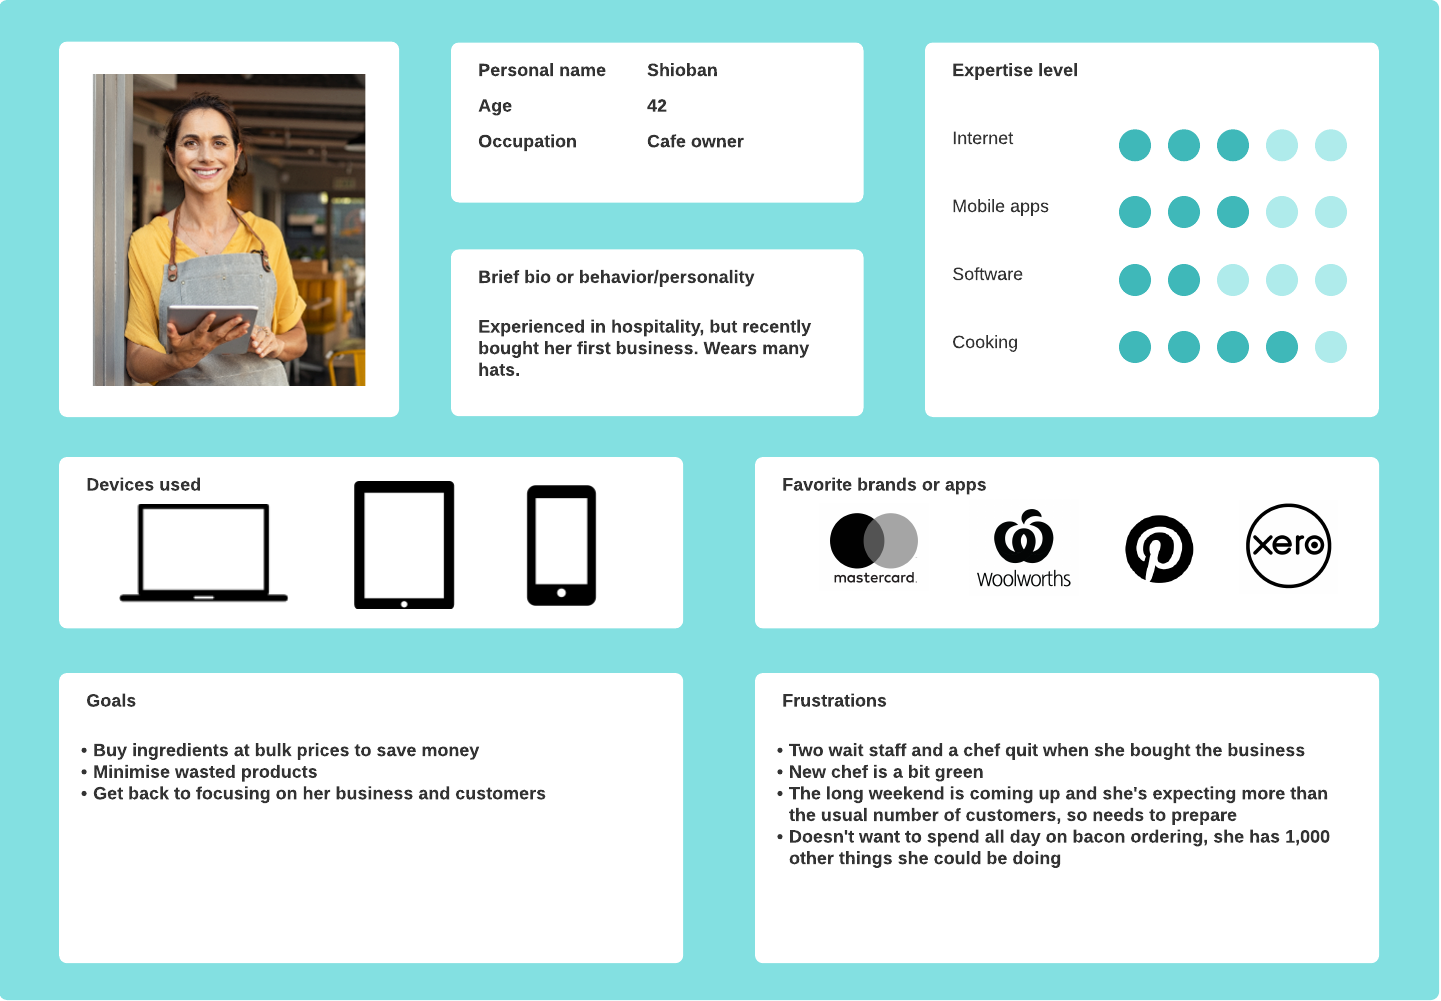 Personal name Shioban
Age 42
Occupation Cafe owner
Brief bio or behavior/personality
Experienced in hospitality, but recently
bought her first business. Wears many
hats.
Expertise level
Internet
Mobile apps
Software
Cooking
Devices used
Favorite brands or apps
mastercard.
Woolworths
xero
Goals
• Buy ingredients at bulk prices to save money
• Minimise wasted products
• Get back to focusing on her business and customers
Frustrations
• Two wait staff and a chef quit when she bought the business
• New chef is a bit green
• The long weekend is coming up and she's expecting more than
the usual number of customers, so needs to prepare
• Doesn't want to spend all day on bacon ordering, she has 1,000
other things she could be doing